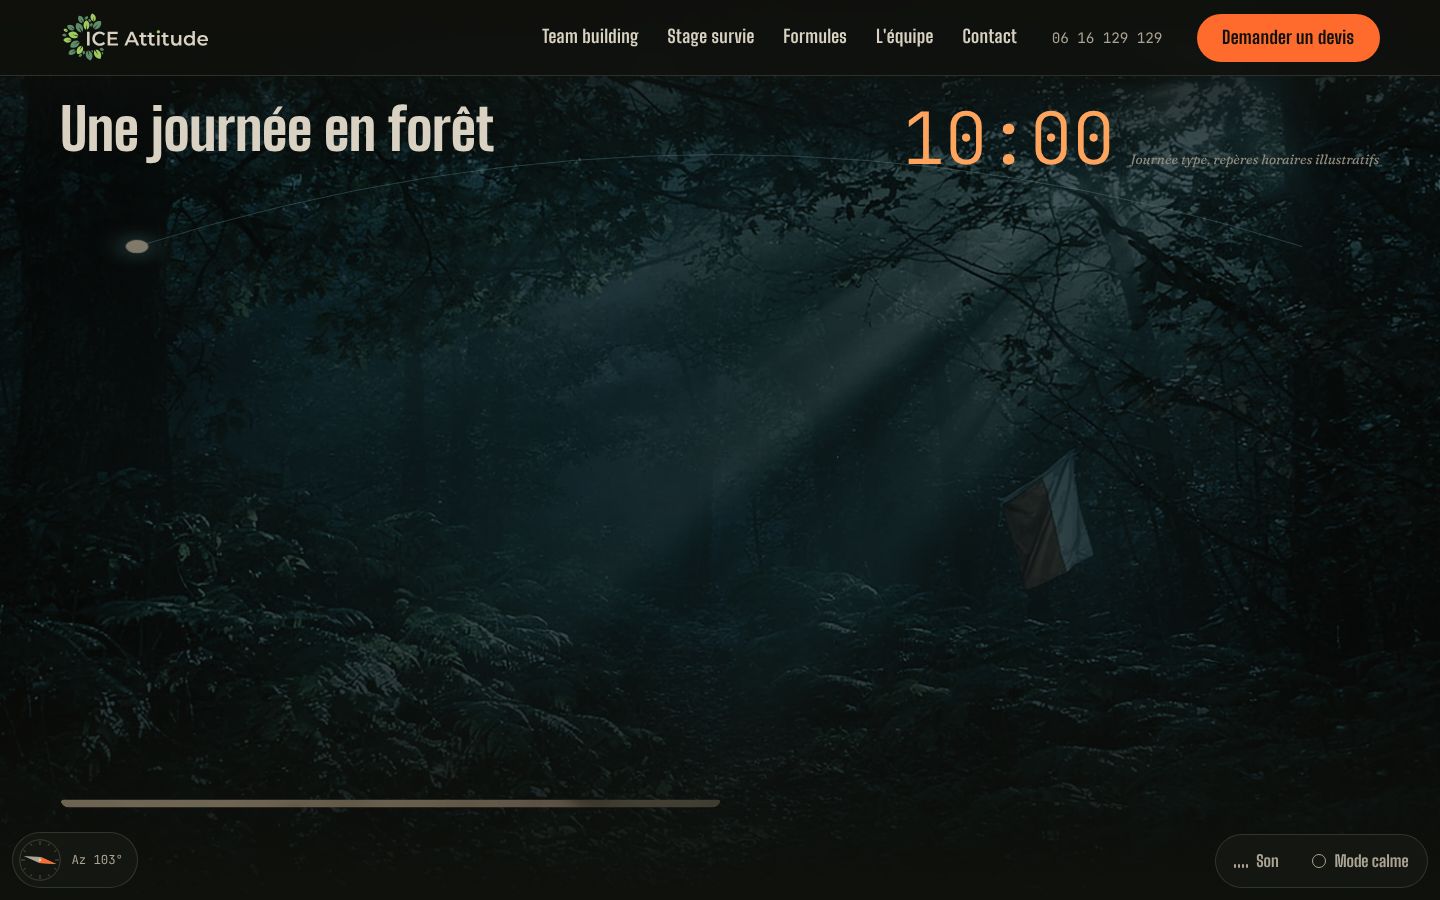 ICE Attitude
Team building
Stage survie
Formules
L'équipe
Contact
06 16 129 129
Demander un devis
Une journée en forêt
10:00
Journée type, repères horaires illustratifs
Az 103°
Son
Mode calme